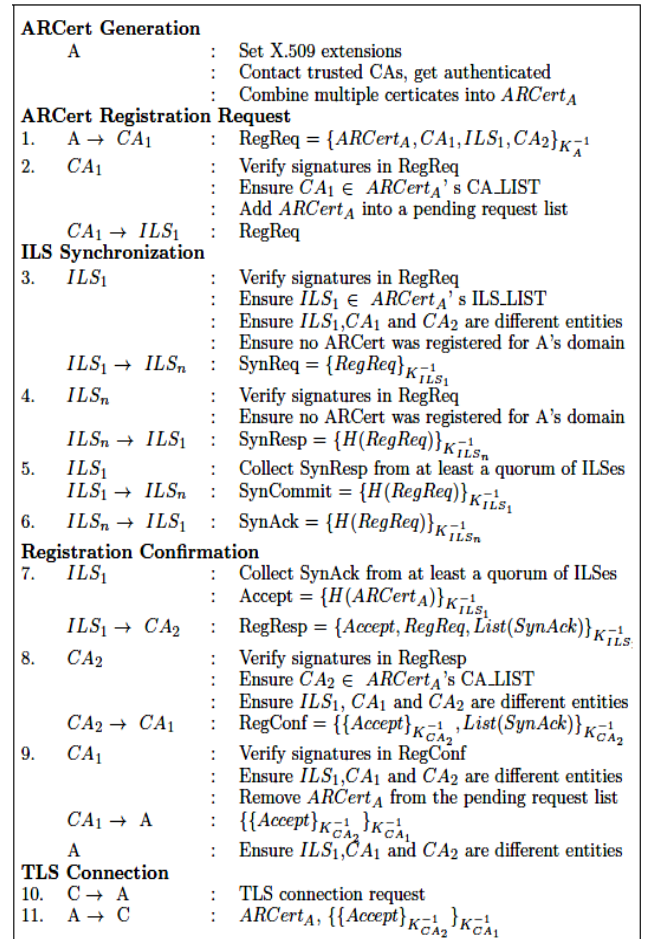 ARCert Generation
A : Set X.509 extensions
: Contact trusted CAs, get authenticated
: Combine multiple certicates into ARCert_A
ARCert Registration Request
1. A → CA_1 : RegReq = {ARCert_A, CA_1, ILS_1, CA_2}_{K_A^{-1}}
2. CA_1 : Verify signatures in RegReq
: Ensure CA_1 ∈ ARCert_A' s CA_LIST
: Add ARCert_A into a pending request list
CA_1 → ILS_1 : RegReq
ILS Synchronization
3. ILS_1 : Verify signatures in RegReq
: Ensure ILS_1 ∈ ARCert_A' s ILS_LIST
: Ensure ILS_1,CA_1 and CA_2 are different entities
: Ensure no ARCert was registered for A's domain
ILS_1 → ILS_n : SynReq = {RegReq}_{K_{ILS_1}^{-1}}
4. ILS_n : Verify signatures in RegReq
: Ensure no ARCert was registered for A's domain
ILS_n → ILS_1 : SynResp = {H(RegReq)}_{K_{ILS_n}^{-1}}
5. ILS_1 : Collect SynResp from at least a quorum of ILSes
ILS_1 → ILS_n : SynCommit = {H(RegReq)}_{K_{ILS_1}^{-1}}
6. ILS_n → ILS_1 : SynAck = {H(RegReq)}_{K_{ILS_n}^{-1}}
Registration Confirmation
7. ILS_1 : Collect SynAck from at least a quorum of ILSes
: Accept = {H(ARCert_A)}_{K_{ILS_1}^{-1}}
ILS_1 → CA_2 : RegResp = {Accept, RegReq, List(SynAck)}_{K_{ILS}^{-1}}
8. CA_2 : Verify signatures in RegResp
: Ensure CA_2 ∈ ARCert_A's CA_LIST
: Ensure ILS_1, CA_1 and CA_2 are different entities
CA_2 → CA_1 : RegConf = {{Accept}_{K_{CA_2}^{-1}}, List(SynAck)}_{K_{CA_2}^{-1}}
9. CA_1 : Verify signatures in RegConf
: Ensure ILS_1,CA_1 and CA_2 are different entities
: Remove ARCert_A from the pending request list
CA_1 → A : {{Accept}_{K_{CA_2}^{-1}}}_{K_{CA_1}^{-1}}
A : Ensure ILS_1,CA_1 and CA_2 are different entities
TLS Connection
10. C → A : TLS connection request
11. A → C : ARCert_A, {{Accept}_{K_{CA_2}^{-1}}}_{K_{CA_1}^{-1}}